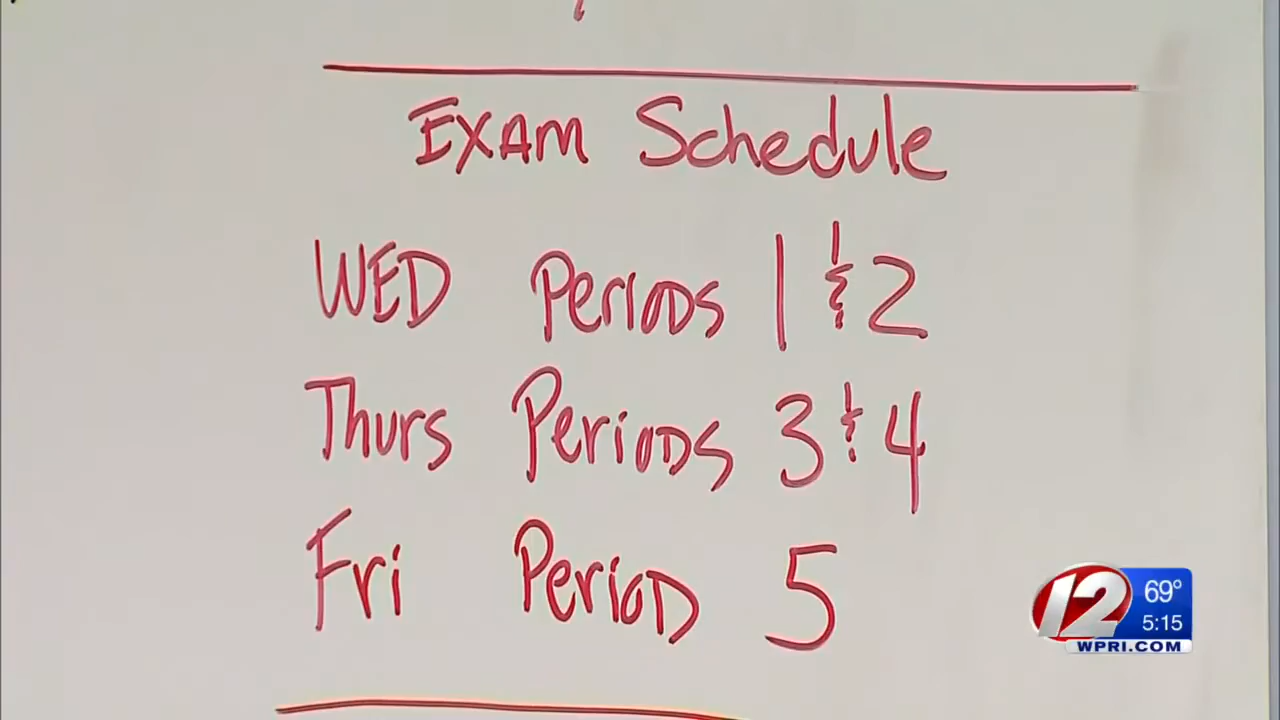 EXAM Schedule
WED Periods 1 & 2
Thurs Periods 3 & 4
Fri Period 5
12 69°
5:15
WPRI.COM